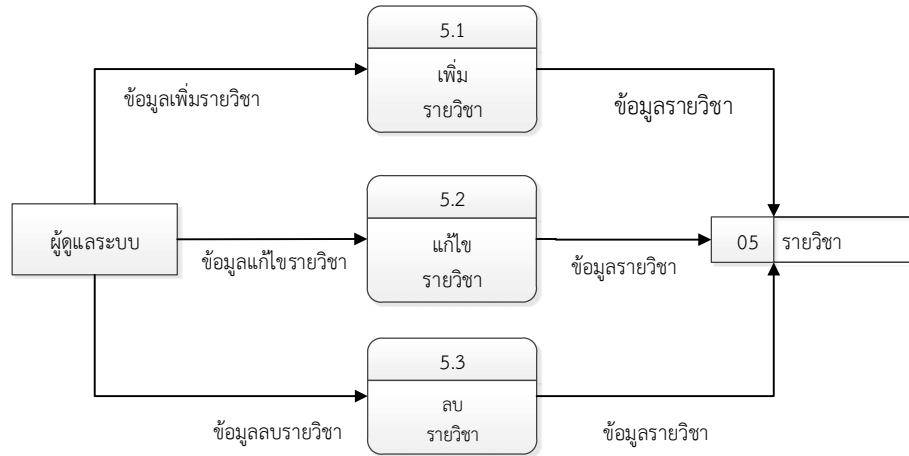 5.1
เพิ่ม
รายวิชา
ข้อมูลเพิ่มรายวิชา
ข้อมูลรายวิชา
5.2
ผู้ดูแลระบบ
แก้ไข
รายวิชา
05 รายวิชา
ข้อมูลแก้ไขรายวิชา
ข้อมูลรายวิชา
5.3
ลบ
รายวิชา
ข้อมูลลบรายวิชา
ข้อมูลรายวิชา